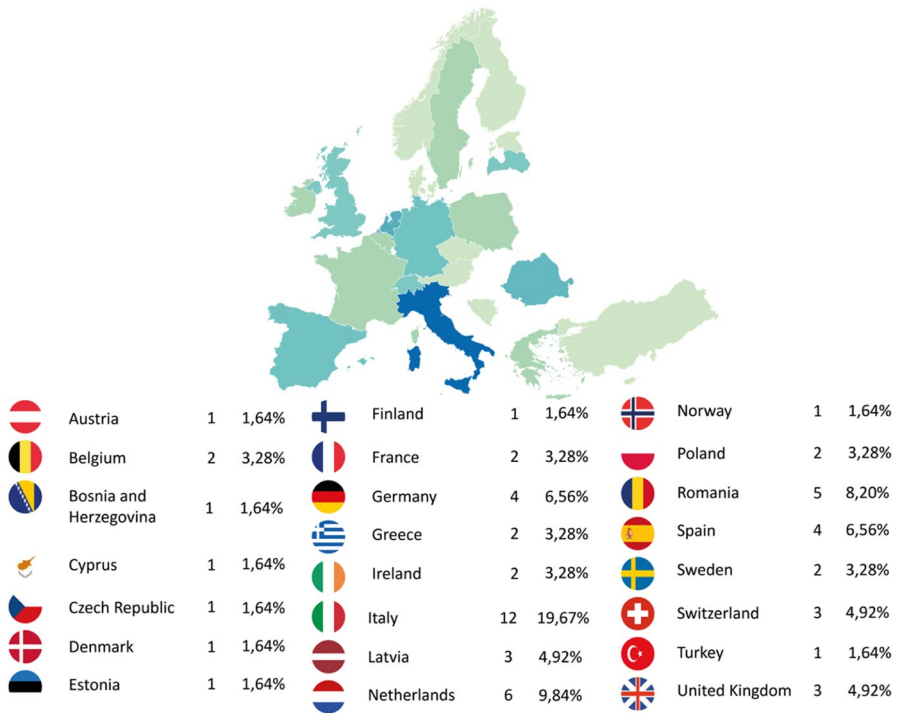 Austria 1 1,64%
Belgium 2 3,28%
Bosnia and
Herzegovina 1 1,64%
Cyprus 1 1,64%
Czech Republic 1 1,64%
Denmark 1 1,64%
Estonia 1 1,64%
Finland 1 1,64%
France 2 3,28%
Germany 4 6,56%
Greece 2 3,28%
Ireland 2 3,28%
Italy 12 19,67%
Latvia 3 4,92%
Netherlands 6 9,84%
Norway 1 1,64%
Poland 2 3,28%
Romania 5 8,20%
Spain 4 6,56%
Sweden 2 3,28%
Switzerland 3 4,92%
Turkey 1 1,64%
United Kingdom 3 4,92%